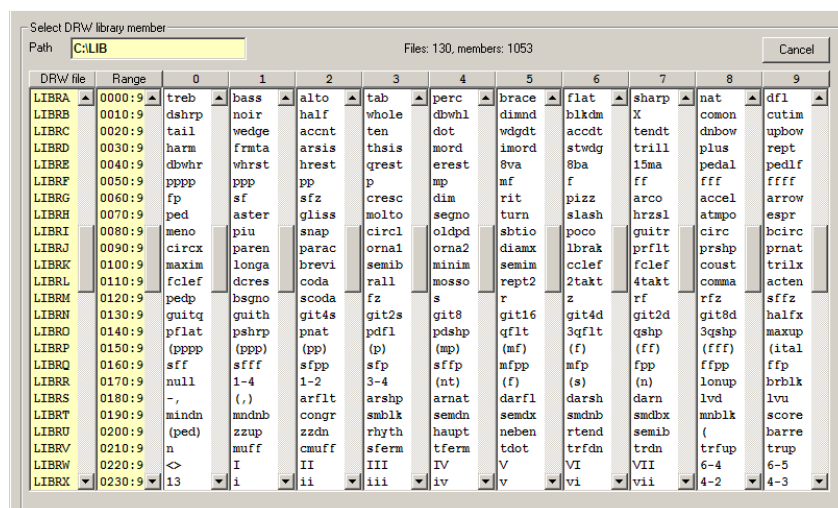 Select DRW library member
Path C:\LIB Files: 130, members: 1053 Cancel
DRW file Range 0 1 2 3 4 5 6 7 8 9
LIBRA 0000:9 treb bass alto tab perc brace flat sharp nat dfl
LIBRB 0010:9 dshrp noir half whole dbwhl dimnd blkdm X comon cutim
LIBRC 0020:9 tail wedge accnt ten dot wdgdt accdt tendt dnbow upbow
LIBRD 0030:9 harm frmta arsis thsis mord imord stwdg trill plus rept
LIBRE 0040:9 dbwhr whrst hrest qrest erest 8va 8ba 15ma pedal pedlf
LIBRF 0050:9 pppp ppp pp p mp mf f ff fff ffff
LIBRG 0060:9 fp sf sfz cresc dim rit pizz arco accel arrow
LIBRH 0070:9 ped aster gliss molto segno turn slash hrzsl atmpo espr
LIBRI 0080:9 meno piu snap circl oldpd sbtio poco guitr circ bcirc
LIBRJ 0090:9 circx paren parac orna1 orna2 diamx lbrak prflt prshp prnat
LIBRK 0100:9 maxim longa brevi semib minim semim cclef fclef coust trilx
LIBRL 0110:9 fclef dcres coda rall mosso rept2 2takt 4takt comma acten
LIBRM 0120:9 pedp bsgno scoda fz s r z rf rfz sffz
LIBRN 0130:9 guitq guith git4s git2s git8 git16 git4d git2d git8d halfx
LIBRO 0140:9 pflat pshrp pnat pdfl pdshp qflt 3qflt qshp 3qshp maxup
LIBRP 0150:9 (pppp (ppp) (pp) (p) (mp) (mf) (f) (ff) (fff) (ital
LIBRQ 0160:9 sff sfff sfpp sfp sffp mfpp mfp fpp ffpp ffp
LIBRR 0170:9 null 1-4 1-2 3-4 (nt) (f) (s) (n) lonup brblk
LIBRS 0180:9 -, (,) arflt arshp arnat darfl darsh darn lvd lvu
LIBRT 0190:9 mindn mndnb congr smblk semdn semdx smdnb smdbx mnblk score
LIBRU 0200:9 (ped) zzup zzdn rhyth haupt neben rtend semib ( barre
LIBRV 0210:9 n muff cmuff sferm tferm tdot trfdn trdn trfup trup
LIBRW 0220:9 <> I II III IV V VI VII 6-4 6-5
LIBRX 0230:9 13 i ii iii iv v vi vii 4-2 4-3